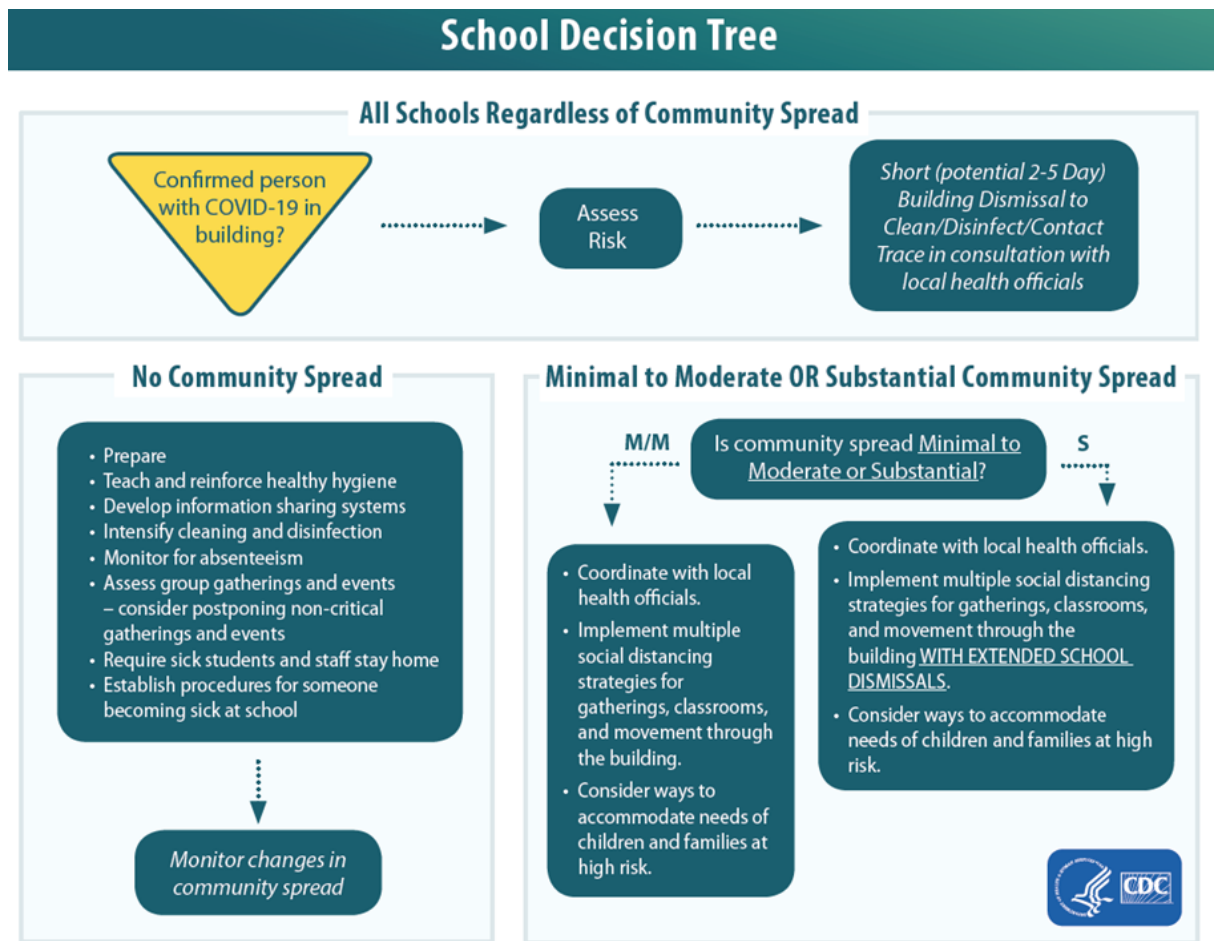 School Decision Tree
All Schools Regardless of Community Spread
Confirmed person
with COVID-19 in
building?
Assess
Risk
Short (potential 2-5 Day)
Building Dismissal to
Clean/Disinfect/Contact
Trace in consultation with
local health officials
No Community Spread
• Prepare
• Teach and reinforce healthy hygiene
• Develop information sharing systems
• Intensify cleaning and disinfection
• Monitor for absenteeism
• Assess group gatherings and events
– consider postponing non-critical
gatherings and events
• Require sick students and staff stay home
• Establish procedures for someone
becoming sick at school
Monitor changes in
community spread
Minimal to Moderate OR Substantial Community Spread
Is community spread Minimal to
Moderate or Substantial?
M/M
• Coordinate with local
health officials.
• Implement multiple
social distancing
strategies for
gatherings, classrooms,
and movement through
the building.
• Consider ways to
accommodate needs of
children and families at
high risk.
S
• Coordinate with local health officials.
• Implement multiple social distancing
strategies for gatherings, classrooms,
and movement through the
building WITH EXTENDED SCHOOL
DISMISSALS.
• Consider ways to accommodate
needs of children and families at high
risk.
CDC